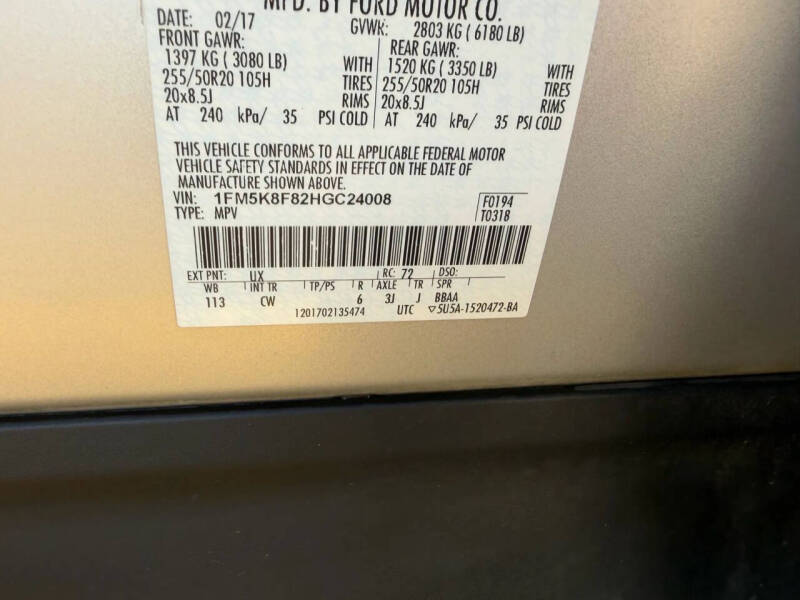 MFD. BY FORD MOTOR CO.
DATE: 02/17 GVWR: 2803 KG ( 6180 LB)
FRONT GAWR: REAR GAWR:
1397 KG ( 3080 LB) WITH 1520 KG ( 3350 LB) WITH
255/50R20 105H TIRES 255/50R20 105H TIRES
20x8.5J RIMS 20x8.5J RIMS
AT 240 kPa/ 35 PSI COLD AT 240 kPa/ 35 PSI COLD
THIS VEHICLE CONFORMS TO ALL APPLICABLE FEDERAL MOTOR
VEHICLE SAFETY STANDARDS IN EFFECT ON THE DATE OF
MANUFACTURE SHOWN ABOVE.
VIN: 1FM5K8F82HGC24008 F0194
TYPE: MPV T0318
EXT PNT: UX RC: 72 DSO:
WB INT TR TP/PS R AXLE TR SPR
113 CW 6 3J J BBAA
1201702135474 UTC ▽5U5A-1520472-BA